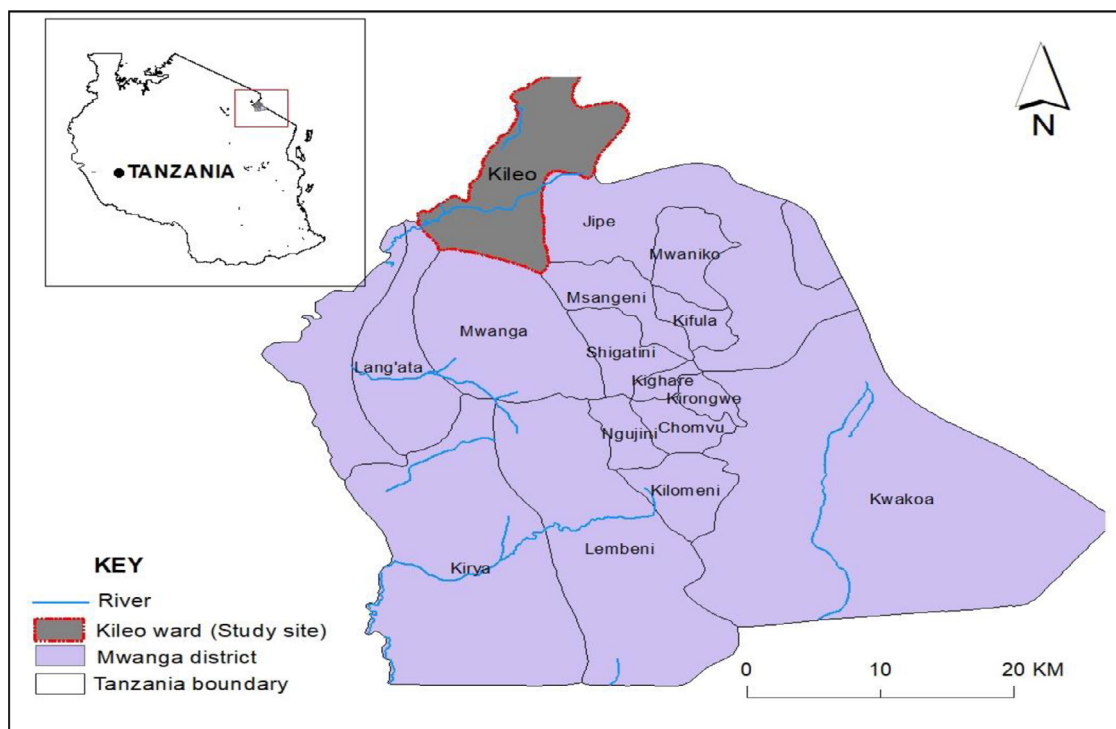 TANZANIA
N
Kileo
Jipe
Mwaniko
Msangeni
Kifula
Mwanga
Shigatini
Lang'ata
Kighare
Kirongwe
Ngujini
Chomvu
Kilomeni
Kwakoa
Lembeni
Kirya
KEY
River
Kileo ward (Study site)
Mwanga district
Tanzania boundary
0 10 20 KM